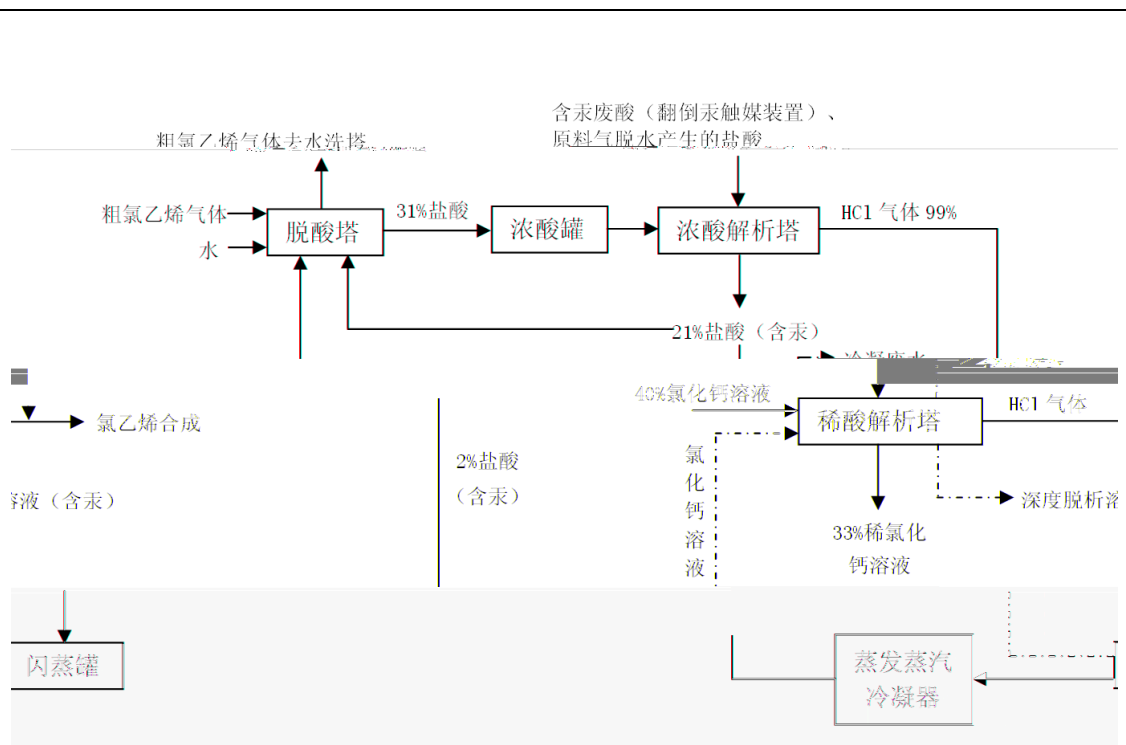 含汞废酸（翻倒汞触媒装置）、
原料气脱水产生的盐酸
粗氯乙烯气体去水洗塔
粗氯乙烯气体
水
脱酸塔
31%盐酸
浓酸罐
浓酸解析塔
HCl 气体 99%
21%盐酸（含汞）
冷凝废水
40%氯化钙溶液
稀酸解析塔
HCl 气体
氯乙烯合成
2%盐酸
（含汞）
氯化钙溶液
溶液（含汞）
深度脱析溶
33%稀氯化
钙溶液
闪蒸罐
蒸发蒸汽
冷凝器